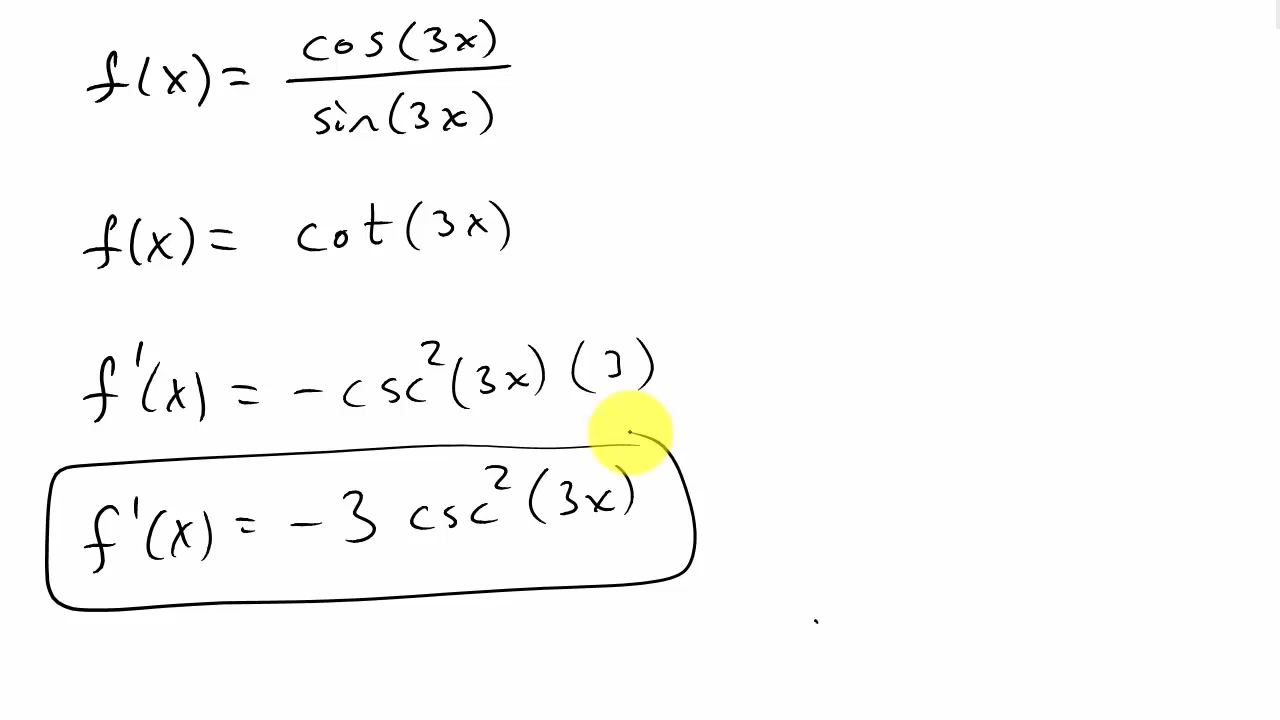 f(x) = cos(3x) / sin(3x)
f(x) = cot(3x)
f'(x) = - csc²(3x) (3)
f'(x) = - 3 csc²(3x)